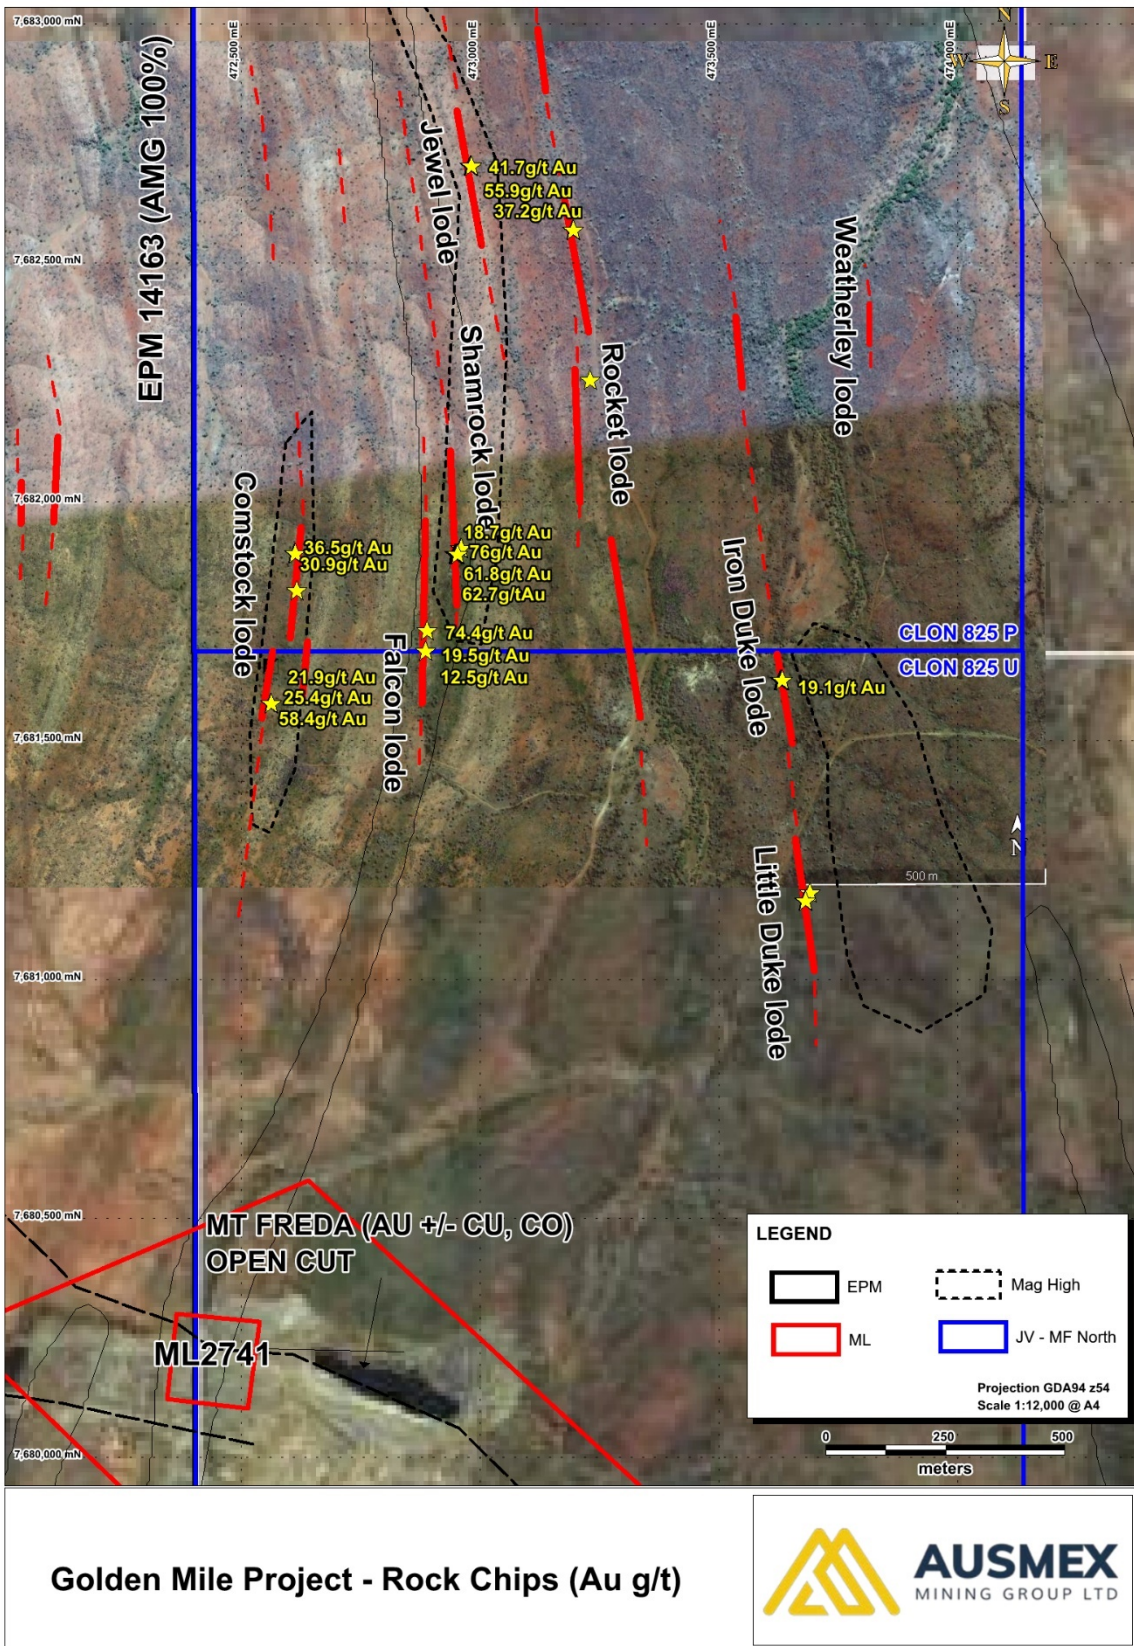 7,683,000 mN
472,500 mE
473,000 mE
473,500 mE
474,000 mE
N
W
E
S
EPM 14163 (AMG 100%)
Jewel lode
41.7g/t Au
55.9g/t Au
37.2g/t Au
7,682,500 mN
Weatherley lode
Shamrock lode
Rocket lode
7,682,000 mN
Comstock lode
18.7g/t Au
76g/t Au
61.8g/t Au
62.7g/tAu
36.5g/t Au
30.9g/t Au
Iron Duke lode
74.4g/t Au
19.5g/t Au
12.5g/t Au
Falcon lode
CLON 825 P
CLON 825 U
21.9g/t Au
25.4g/t Au
58.4g/t Au
19.1g/t Au
7,681,500 mN
N
500 m
Little Duke lode
7,681,000 mN
7,680,500 mN
MT FREDA (AU +/- CU, CO)
OPEN CUT
ML2741
7,680,000 mN
LEGEND
EPM
Mag High
ML
JV - MF North
Projection GDA94 z54
Scale 1:12,000 @ A4
0 250 500
meters
Golden Mile Project - Rock Chips (Au g/t)
AUSMEX
MINING GROUP LTD